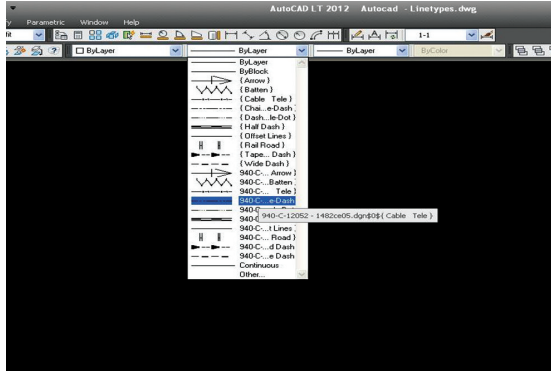 AutoCAD LT 2012 Autocad - Linetypes.dwg
Parametric Window Help
1-1
ByLayer ByLayer ByLayer ByColor
ByLayer
ByBlock
{ Arrow }
{ Batten }
{ Cable Tele }
{ Chai...e-Dash }
{ Dash...le-Dot }
{ Half Dash }
{ Offset Lines }
{ Rail Road }
{ Tape... Dash }
{ Wide Dash }
940-C-... Arrow }
940-C-...Batten }
940-C-... Tele }
940-C-...e-Dash
940-C-12052 - 1482ce05.dgn$0${ Cable Tele }
940-C
940-C-...t Lines }
940-C-... Road }
940-C-...d Dash
940-C-...e Dash
Continuous
Other...